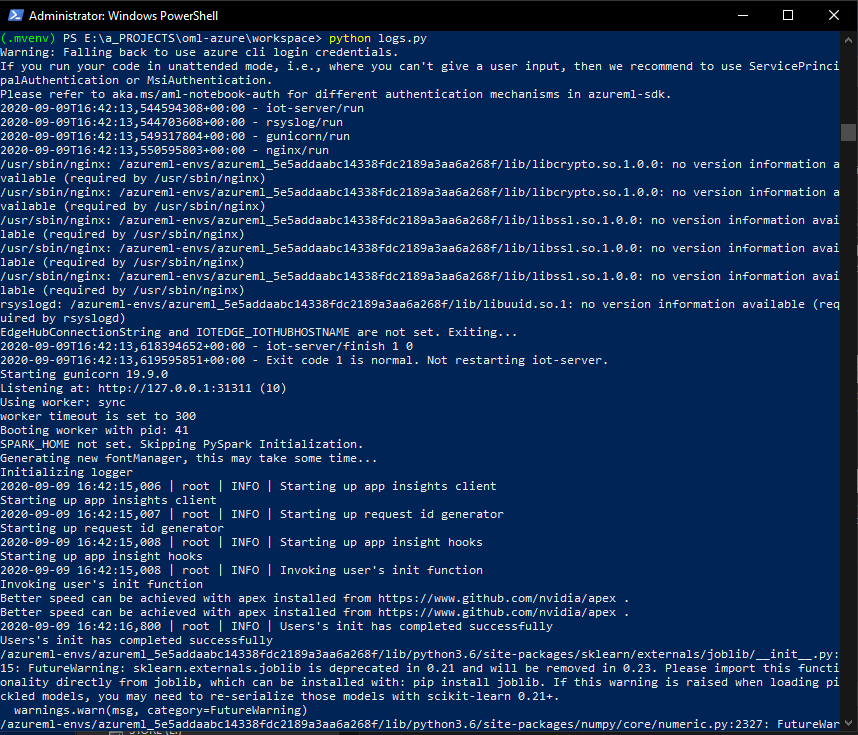 Administrator: Windows PowerShell
(.mvenv) PS E:\a_PROJECTS\oml-azure\workspace> python logs.py
Warning: Falling back to use azure cli login credentials.
If you run your code in unattended mode, i.e., where you can't give a user input, then we recommend to use ServicePrinci
palAuthentication or MsiAuthentication.
Please refer to aka.ms/aml-notebook-auth for different authentication mechanisms in azureml-sdk.
2020-09-09T16:42:13,544594308+00:00 - iot-server/run
2020-09-09T16:42:13,544703608+00:00 - rsyslog/run
2020-09-09T16:42:13,549317804+00:00 - gunicorn/run
2020-09-09T16:42:13,550595803+00:00 - nginx/run
/usr/sbin/nginx: /azureml-envs/azureml_5e5addaabc14338fdc2189a3aa6a268f/lib/libcrypto.so.1.0.0: no version information a
vailable (required by /usr/sbin/nginx)
/usr/sbin/nginx: /azureml-envs/azureml_5e5addaabc14338fdc2189a3aa6a268f/lib/libcrypto.so.1.0.0: no version information a
vailable (required by /usr/sbin/nginx)
/usr/sbin/nginx: /azureml-envs/azureml_5e5addaabc14338fdc2189a3aa6a268f/lib/libssl.so.1.0.0: no version information avai
lable (required by /usr/sbin/nginx)
/usr/sbin/nginx: /azureml-envs/azureml_5e5addaabc14338fdc2189a3aa6a268f/lib/libssl.so.1.0.0: no version information avai
lable (required by /usr/sbin/nginx)
/usr/sbin/nginx: /azureml-envs/azureml_5e5addaabc14338fdc2189a3aa6a268f/lib/libssl.so.1.0.0: no version information avai
lable (required by /usr/sbin/nginx)
rsyslogd: /azureml-envs/azureml_5e5addaabc14338fdc2189a3aa6a268f/lib/libuuid.so.1: no version information available (req
uired by rsyslogd)
EdgeHubConnectionString and IOTEDGE_IOTHUBHOSTNAME are not set. Exiting...
2020-09-09T16:42:13,618394652+00:00 - iot-server/finish 1 0
2020-09-09T16:42:13,619595851+00:00 - Exit code 1 is normal. Not restarting iot-server.
Starting gunicorn 19.9.0
Listening at: http://127.0.0.1:31311 (10)
Using worker: sync
worker timeout is set to 300
Booting worker with pid: 41
SPARK_HOME not set. Skipping PySpark Initialization.
Generating new fontManager, this may take some time...
Initializing logger
2020-09-09 16:42:15,006 | root | INFO | Starting up app insights client
Starting up app insights client
2020-09-09 16:42:15,007 | root | INFO | Starting up request id generator
Starting up request id generator
2020-09-09 16:42:15,008 | root | INFO | Starting up app insight hooks
Starting up app insight hooks
2020-09-09 16:42:15,008 | root | INFO | Invoking user's init function
Invoking user's init function
Better speed can be achieved with apex installed from https://www.github.com/nvidia/apex .
Better speed can be achieved with apex installed from https://www.github.com/nvidia/apex .
2020-09-09 16:42:16,800 | root | INFO | Users's init has completed successfully
Users's init has completed successfully
/azureml-envs/azureml_5e5addaabc14338fdc2189a3aa6a268f/lib/python3.6/site-packages/sklearn/externals/joblib/__init__.py:
15: FutureWarning: sklearn.externals.joblib is deprecated in 0.21 and will be removed in 0.23. Please import this functi
onality directly from joblib, which can be installed with: pip install joblib. If this warning is raised when loading pi
ckled models, you may need to re-serialize those models with scikit-learn 0.21+.
  warnings.warn(msg, category=FutureWarning)
/azureml-envs/azureml_5e5addaabc14338fdc2189a3aa6a268f/lib/python3.6/site-packages/numpy/core/numeric.py:2327: FutureWar